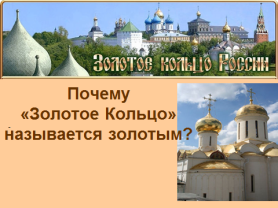 Золотое кольцо России
Почему
«Золотое Кольцо»
называется золотым?